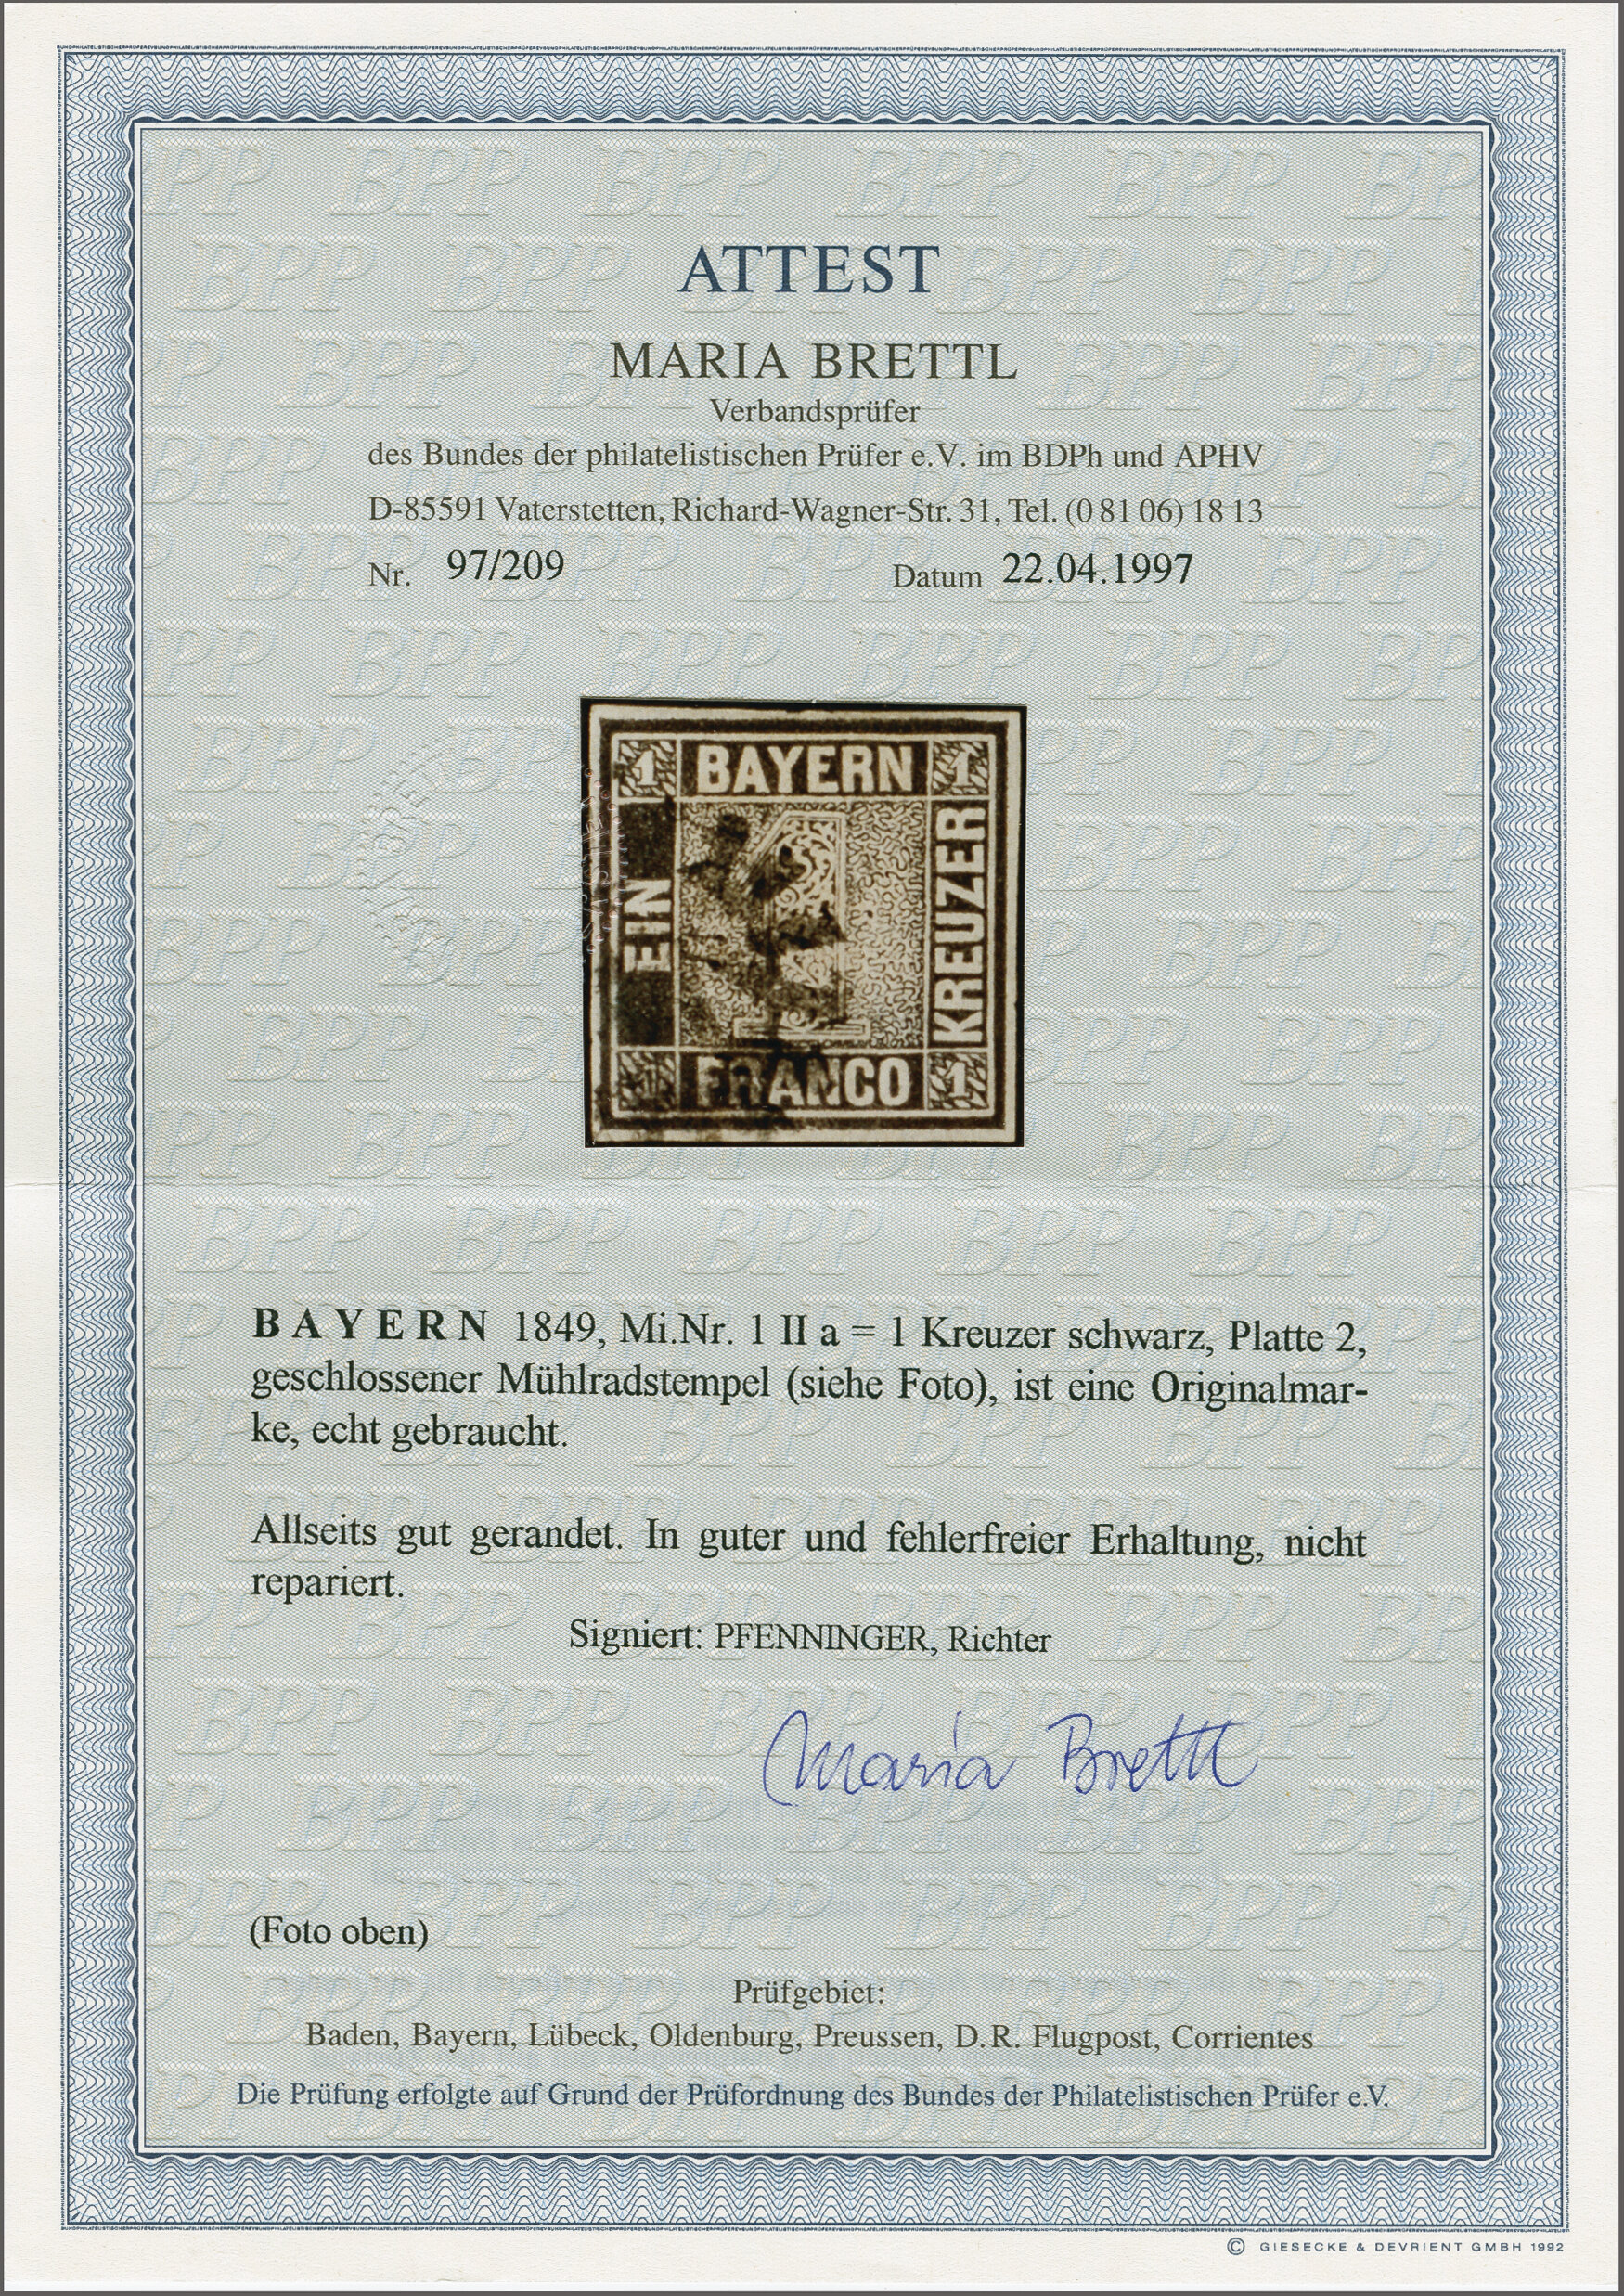 ATTEST
MARIA BRETTL
Verbandsprüfer
des Bundes der philatelistischen Prüfer e.V. im BDPh und APHV
D-85591 Vaterstetten, Richard-Wagner-Str. 31, Tel. (0 81 06) 18 13
Nr. 97/209 Datum 22.04.1997
1 BAYERN 1
EIN
KREUZER
FRANCO 1
BAYERN 1849, Mi.Nr. 1 II a = 1 Kreuzer schwarz, Platte 2,
geschlossener Mühlradstempel (siehe Foto), ist eine Originalmar-
ke, echt gebraucht.
Allseits gut gerandet. In guter und fehlerfreier Erhaltung, nicht
repariert.
Signiert: PFENNINGER, Richter
Maria Brettl
(Foto oben)
Prüfgebiet:
Baden, Bayern, Lübeck, Oldenburg, Preussen, D.R. Flugpost, Corrientes
Die Prüfung erfolgte auf Grund der Prüfordnung des Bundes der Philatelistischen Prüfer e.V.
© GIESECKE & DEVRIENT GMBH 1992